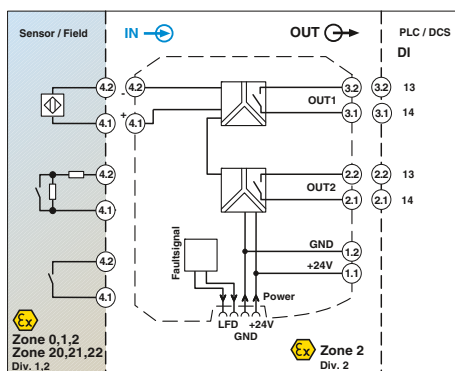 Sensor / Field
IN
OUT
PLC / DCS
DI
4.2
4.2
-
3.2
3.2
13
OUT1
4.1
+
4.1
3.1
3.1
14
4.2
2.2
2.2
13
OUT2
4.1
2.1
2.1
14
GND
1.2
4.2
Faultsignal
+24V
1.1
4.1
Power
LFD
+24V
GND
Ex
Zone 0,1,2
Zone 20,21,22
Div. 1,2
Ex
Zone 2
Div. 2